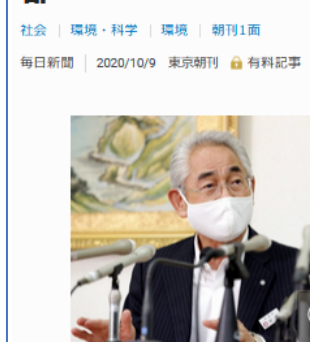 社会 | 環境・科学 | 環境 | 朝刊1面
毎日新聞 | 2020/10/9 東京朝刊 有料記事